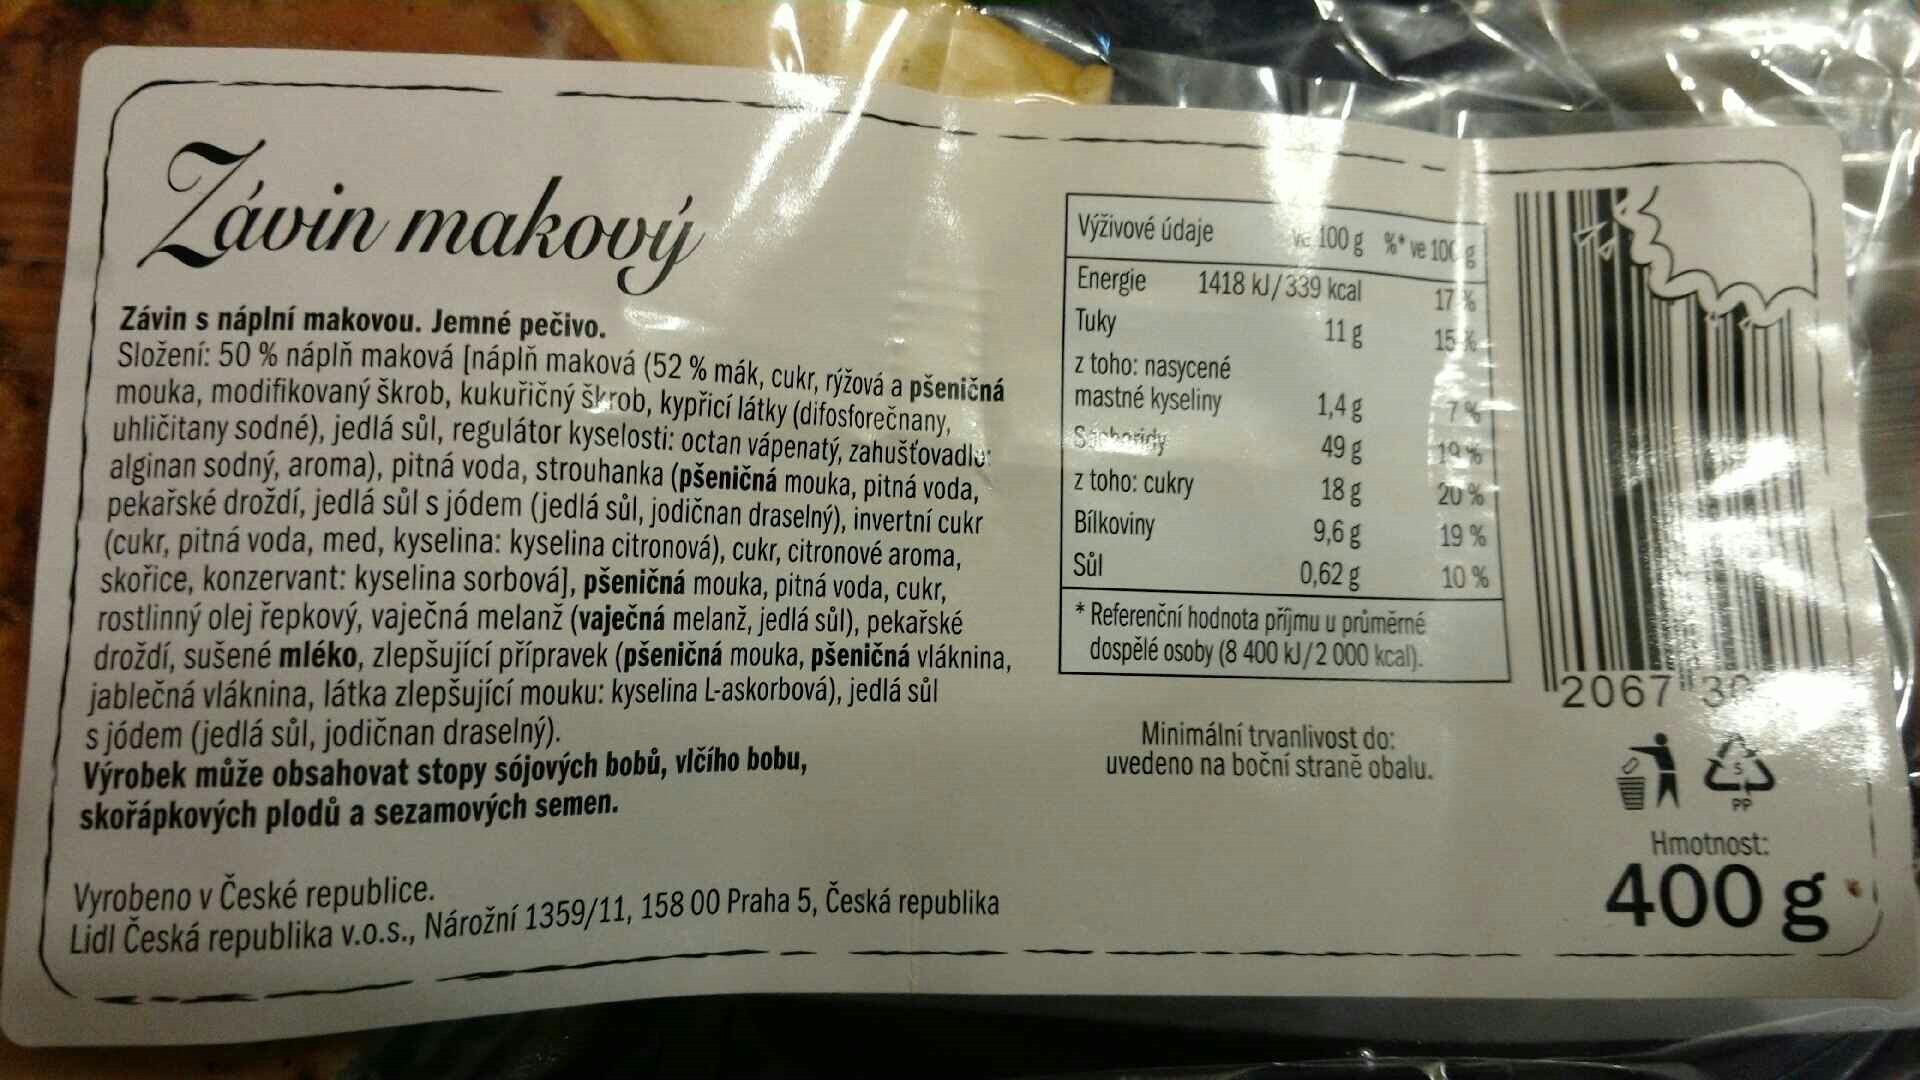 Závin makový
Závin s náplní makovou. Jemné pečivo.
Složení: 50 % náplň maková [náplň maková (52 % mák, cukr, rýžová a pšeničná
mouka, modifikovaný škrob, kukuřičný škrob, kypřicí látky (difosforečnany,
uhličitany sodné), jedlá sůl, regulátor kyselosti: octan vápenatý, zahušťovadlo:
alginan sodný, aroma), pitná voda, strouhanka (pšeničná mouka, pitná voda,
pekařské droždí, jedlá sůl s jódem (jedlá sůl, jodičnan draselný), invertní cukr
(cukr, pitná voda, med, kyselina: kyselina citronová), cukr, citronové aroma,
skořice, konzervant: kyselina sorbová], pšeničná mouka, pitná voda, cukr,
rostlinný olej řepkový, vaječná melanž (vaječná melanž, jedlá sůl), pekařské
droždí, sušené mléko, zlepšující přípravek (pšeničná mouka, pšeničná vláknina,
jablečná vláknina, látka zlepšující mouku: kyselina L-askorbová), jedlá sůl
s jódem (jedlá sůl, jodičnan draselný).
Výrobek může obsahovat stopy sójových bobů, vlčího bobu,
skořápkových plodů a sezamových semen.
Vyrobeno v České republice.
Lidl Česká republika v.o.s., Nárožní 1359/11, 158 00 Praha 5, Česká republika
Výživové údaje ve 100 g %* ve 100 g
Energie 1418 kJ/339 kcal 17 %
Tuky 11 g 15 %
z toho: nasycené
mastné kyseliny 1,4 g 7 %
Sacharidy 49 g 19 %
z toho: cukry 18 g 20 %
Bílkoviny 9,6 g 19 %
Sůl 0,62 g 10 %
* Referenční hodnota příjmu u průměrné
dospělé osoby (8 400 kJ/2 000 kcal).
Minimální trvanlivost do:
uvedeno na boční straně obalu.
2067
5
PP
Hmotnost:
400 g